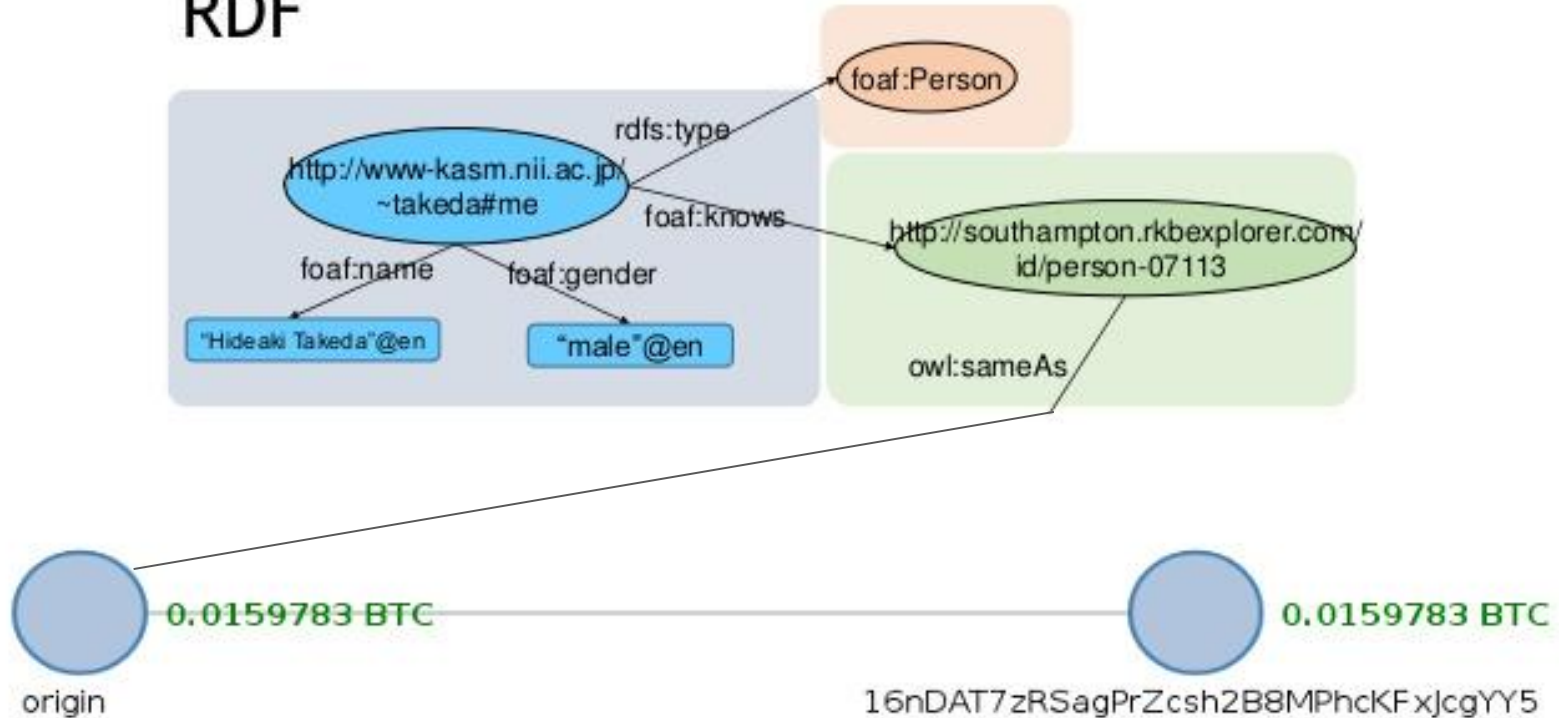 RDF
foaf:Person
rdfs:type
http://www-kasm.nii.ac.jp/
~takeda#me
foaf:knows
http://southampton.rkbexplorer.com/
id/person-07113
foaf:name
foaf:gender
"Hideaki Takeda"@en
“male”@en
owl:sameAs
0.0159783 BTC
0.0159783 BTC
origin
16nDAT7zRSagPrZcsh2B8MPhcKFxJcgYY5